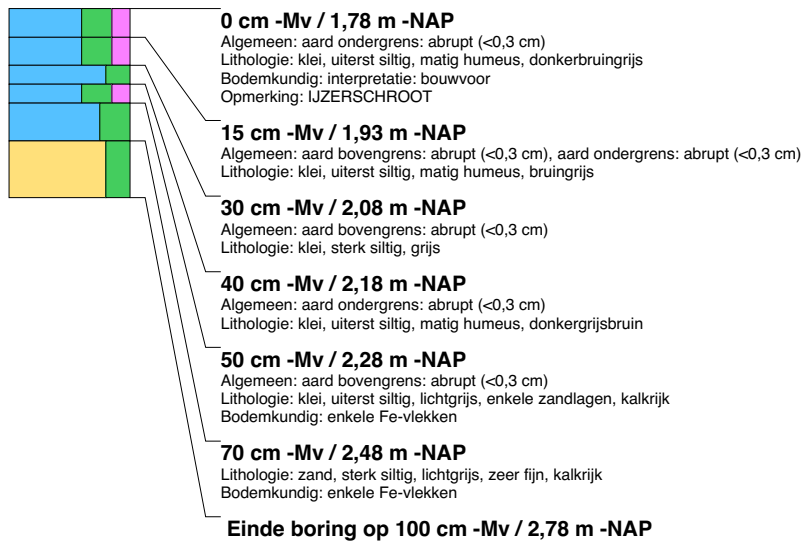 0 cm -Mv / 1,78 m -NAP
Algemeen: aard ondergrens: abrupt (<0,3 cm)
Lithologie: klei, uiterst siltig, matig humeus, donkerbruingrijs
Bodemkundig: interpretatie: bouwvoor
Opmerking: IJZERSCHROOT
15 cm -Mv / 1,93 m -NAP
Algemeen: aard bovengrens: abrupt (<0,3 cm), aard ondergrens: abrupt (<0,3 cm)
Lithologie: klei, uiterst siltig, matig humeus, bruingrijs
30 cm -Mv / 2,08 m -NAP
Algemeen: aard bovengrens: abrupt (<0,3 cm)
Lithologie: klei, sterk siltig, grijs
40 cm -Mv / 2,18 m -NAP
Algemeen: aard ondergrens: abrupt (<0,3 cm)
Lithologie: klei, uiterst siltig, matig humeus, donkergrijsbruin
50 cm -Mv / 2,28 m -NAP
Algemeen: aard bovengrens: abrupt (<0,3 cm)
Lithologie: klei, uiterst siltig, lichtgrijs, enkele zandlagen, kalkrijk
Bodemkundig: enkele Fe-vlekken
70 cm -Mv / 2,48 m -NAP
Lithologie: zand, sterk siltig, lichtgrijs, zeer fijn, kalkrijk
Bodemkundig: enkele Fe-vlekken
Einde boring op 100 cm -Mv / 2,78 m -NAP